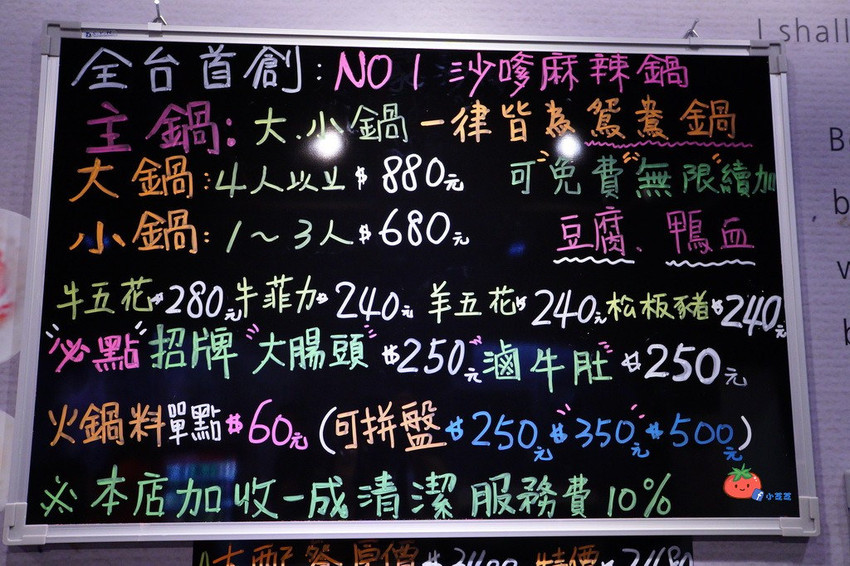 I shall
全台首創:NO1沙嗲麻辣鍋
主鍋:大.小鍋一律皆為鴛鴦鍋
大鍋:4人以上$880元 可"免費"無限"續加
小鍋:1～3人$680元 豆腐、鴨血
牛五花$280元牛菲力$240元 羊五花$240元松板豬$240元
"必點"招牌"大腸頭"$250元"滷牛肚"$250元
火鍋料單點$60元(可拼盤$250元$350元$500元)
※本店加收一成清潔服務費10%
小莁莁